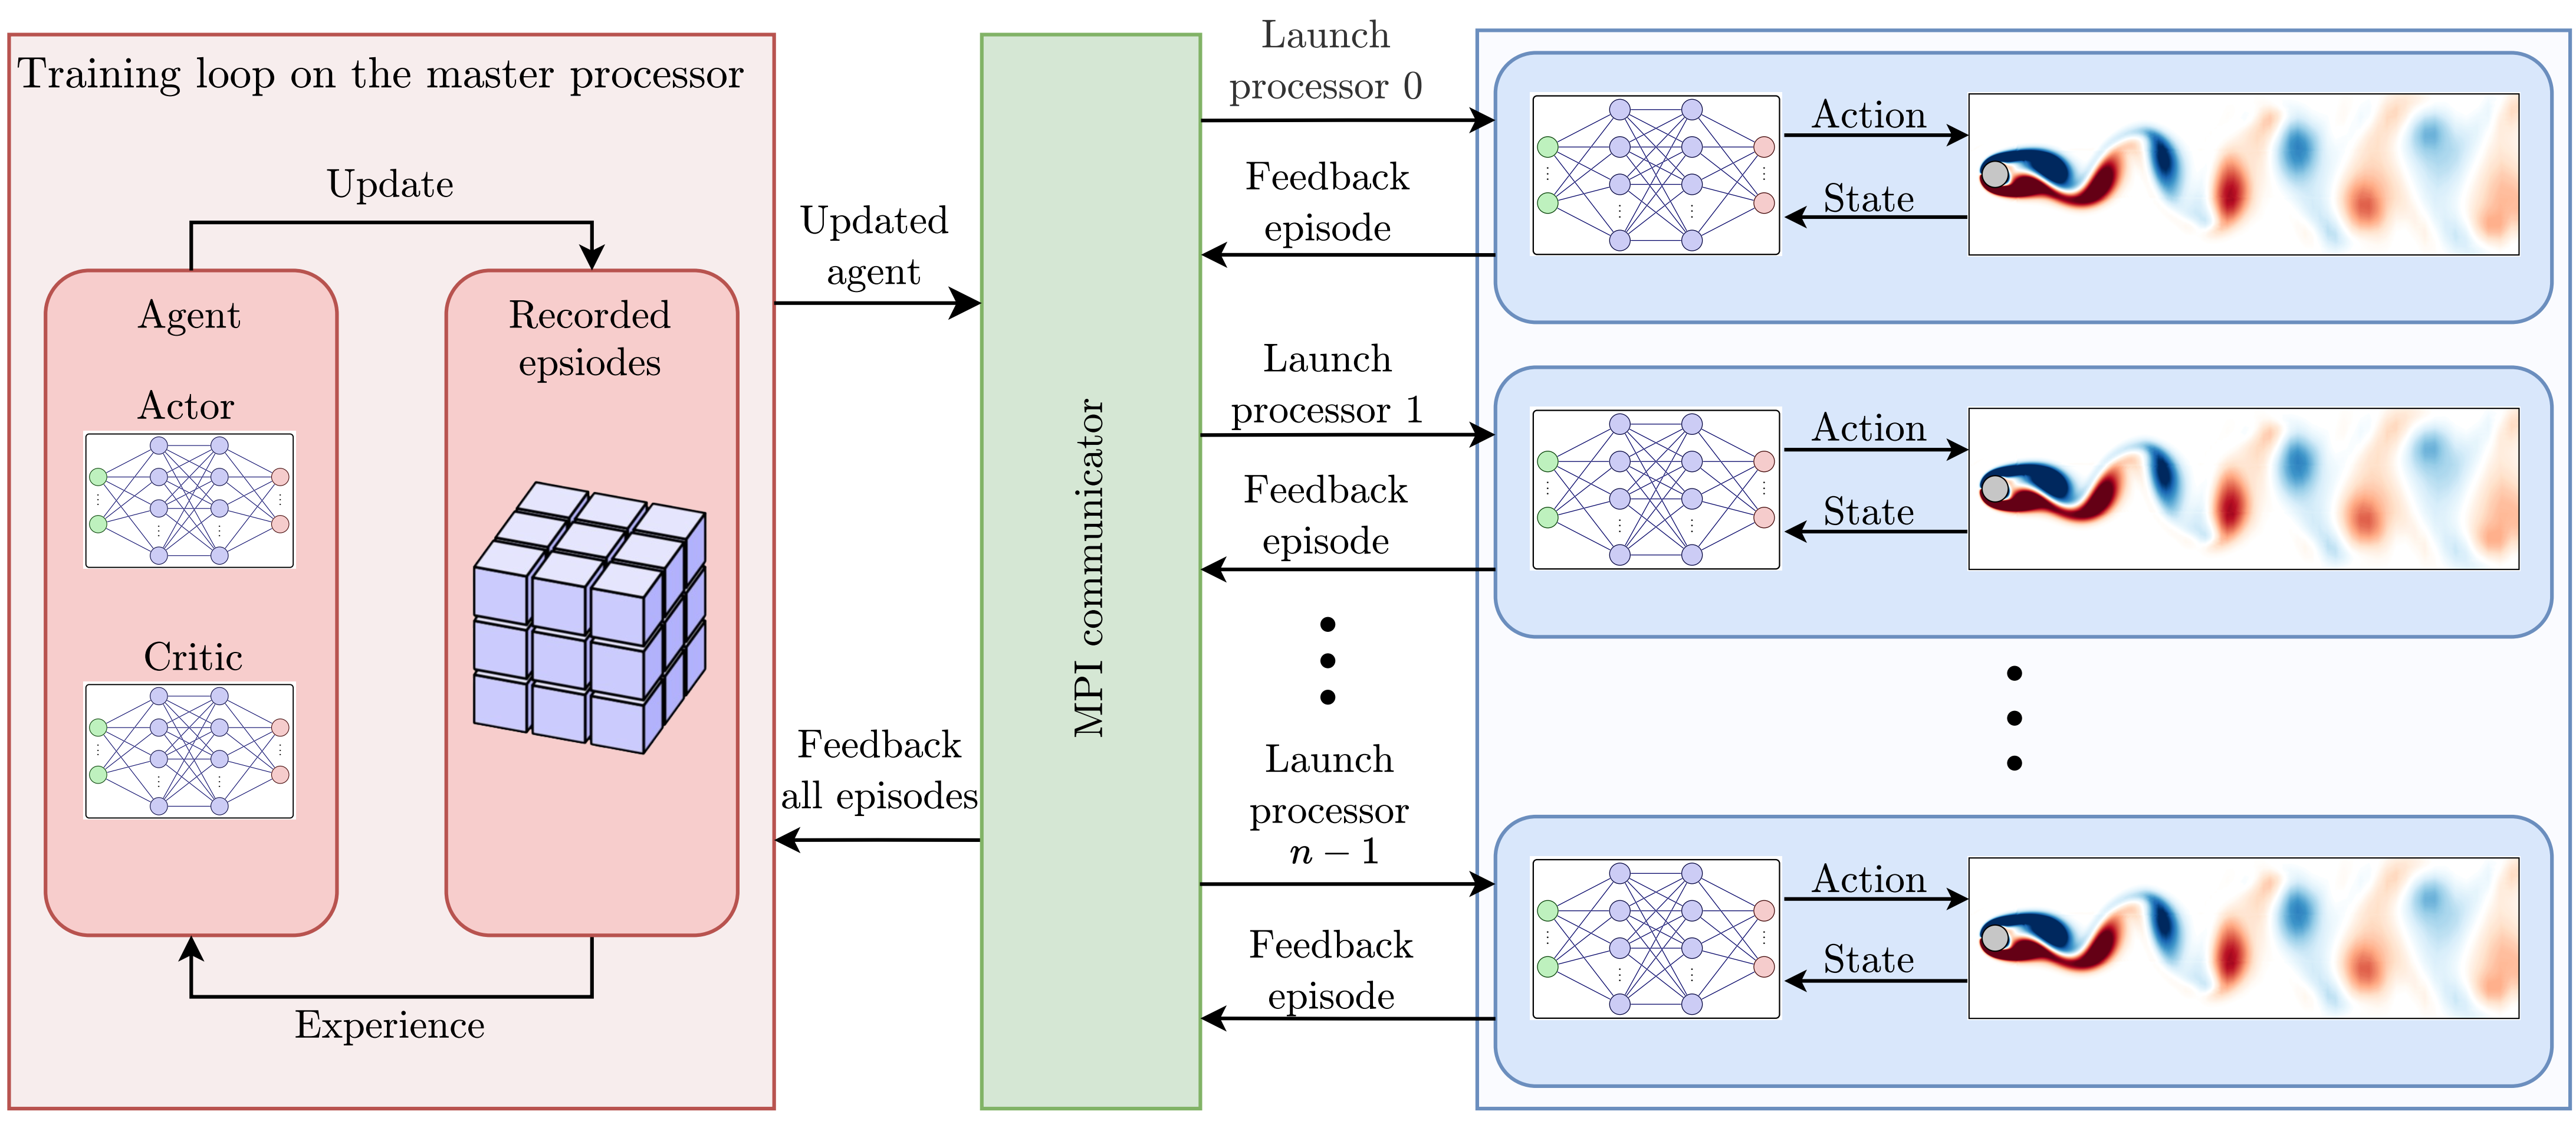 Training loop on the master processor
Update
Agent
Actor
Critic
Recorded
epsiodes
Experience
Updated
agent
Feedback
all episodes
MPI communicator
Launch
processor 0
Feedback
episode
Launch
processor 1
Feedback
episode
Launch
processor
n − 1
Feedback
episode
Action
State
Action
State
Action
State